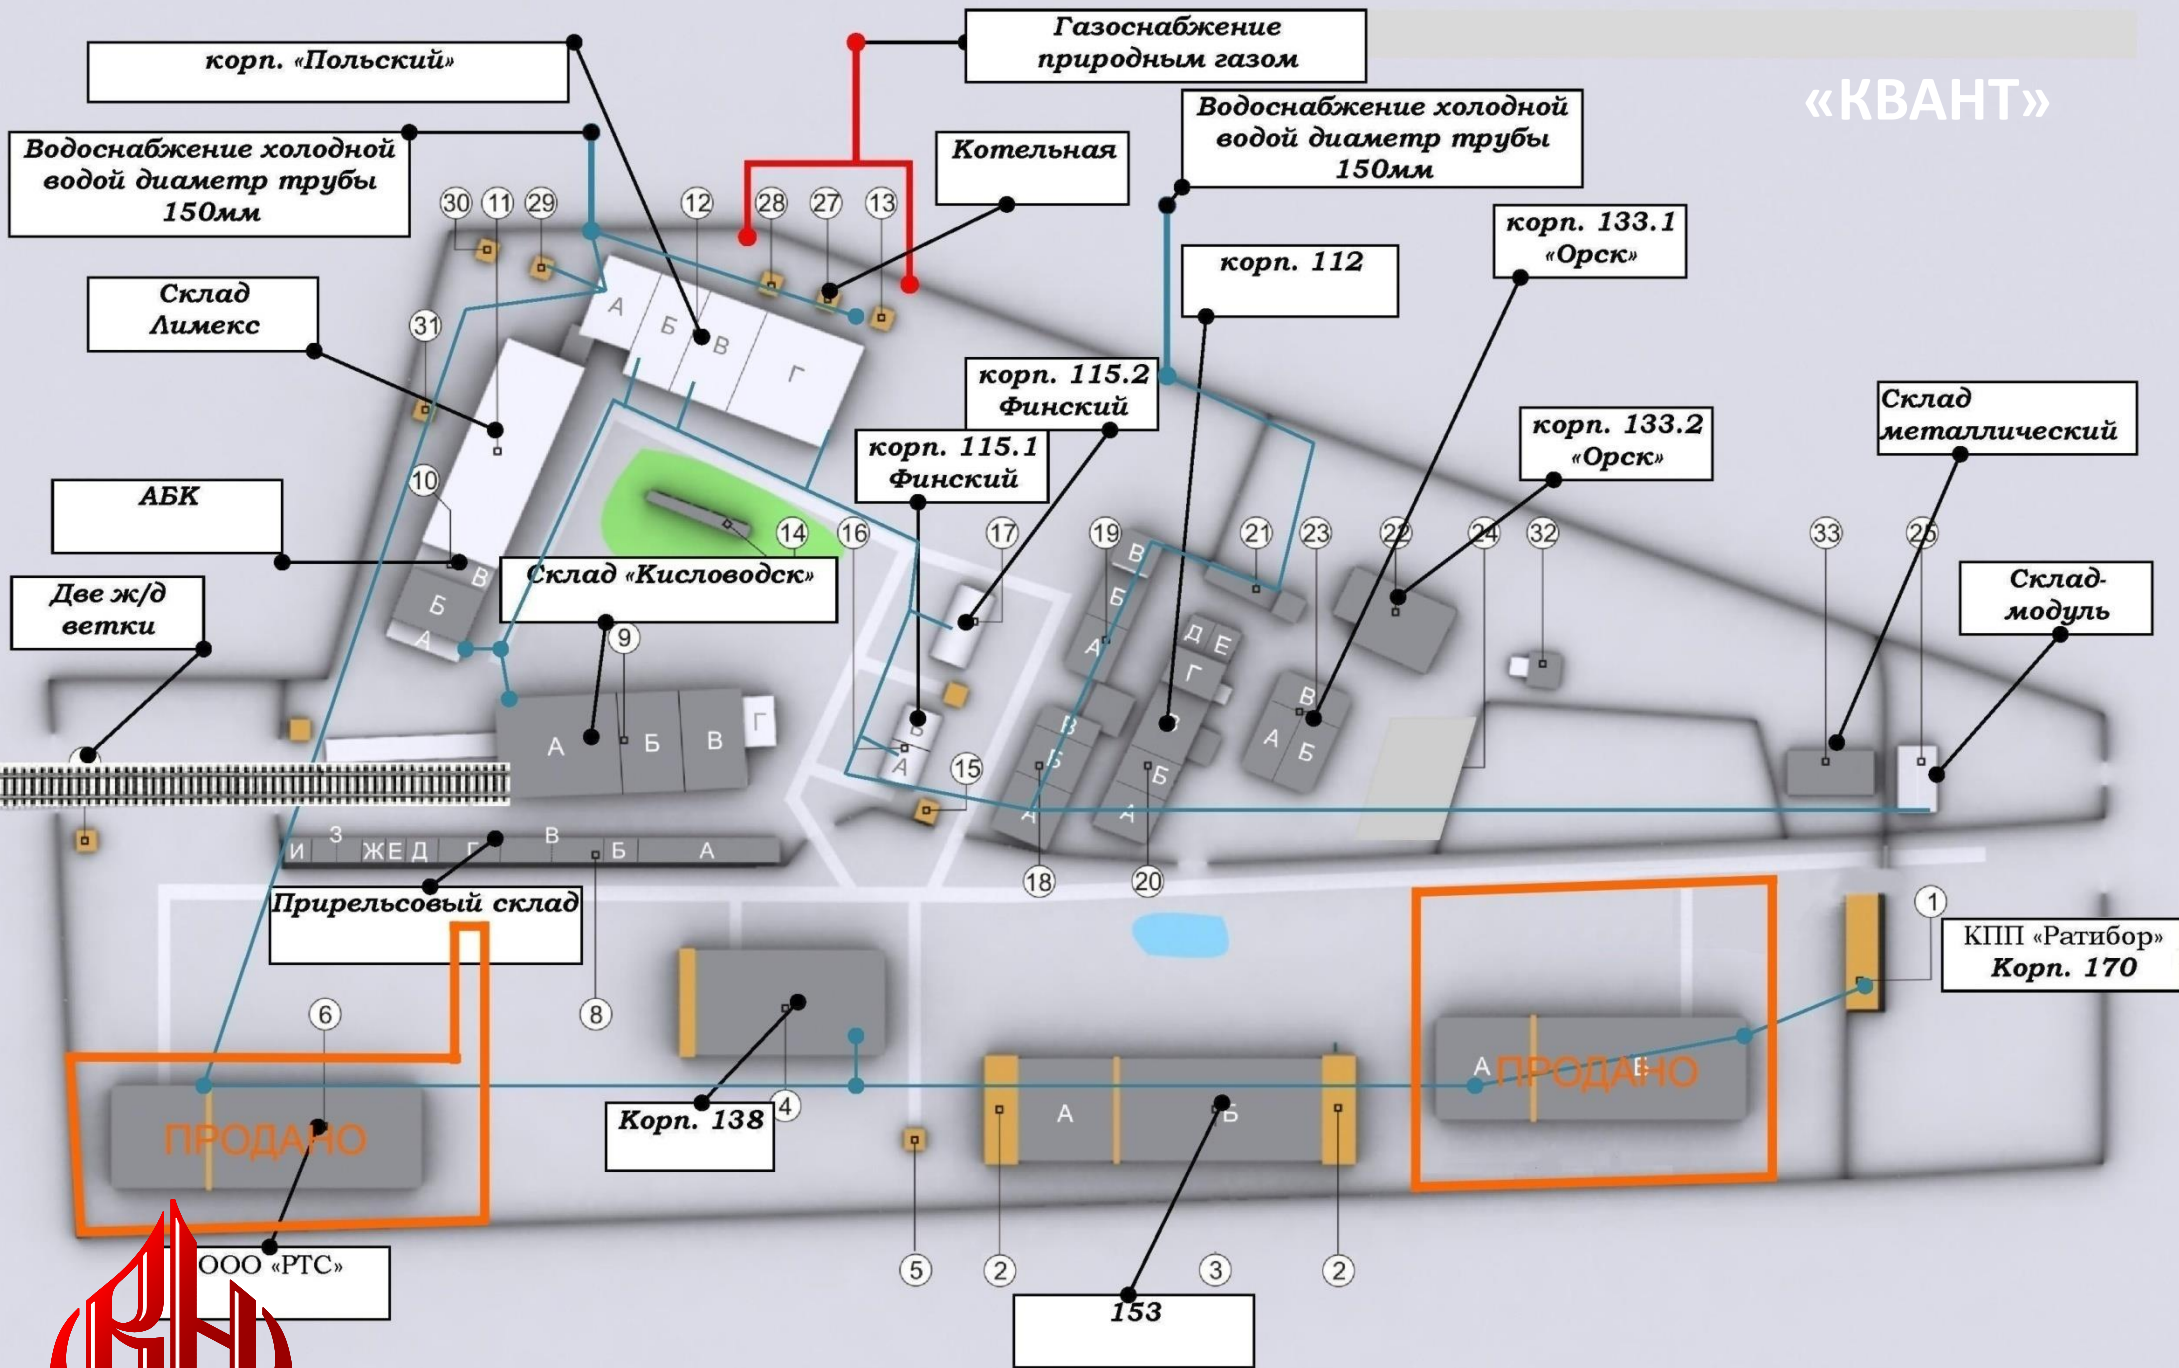 Газоснабжение
природным газом
корп. «Польский»
«КВАНТ»
Водоснабжение холодной
водой диаметр трубы
150мм
Водоснабжение холодной
водой диаметр трубы
150мм
Котельная
30
11
29
12
28
27
13
корп. 133.1
«Орск»
корп. 112
Склад
Лимекс
31
А
Б
В
Г
корп. 115.2
Финский
корп. 115.1
Финский
корп. 133.2
«Орск»
Склад
металлический
АБК
10
14
16
17
19
21
23
22
24
32
33
25
Две ж/д
ветки
В
Б
А
Склад «Кисловодск»
9
Склад-
модуль
В
Б
А
Д
Е
Г
В
Б
А
В
А
Б
А
Б
В
Г
В
А
15
В
Б
А
И
З
Ж
Е
Д
Г
В
Б
А
18
20
Прирельсовый склад
1
КПП «Ратибор»
Корп. 170
6
8
4
Корп. 138
А
Б
ПРОДАНО
А
Б
ПРОДАНО
5
2
3
2
ООО «РТС»
153